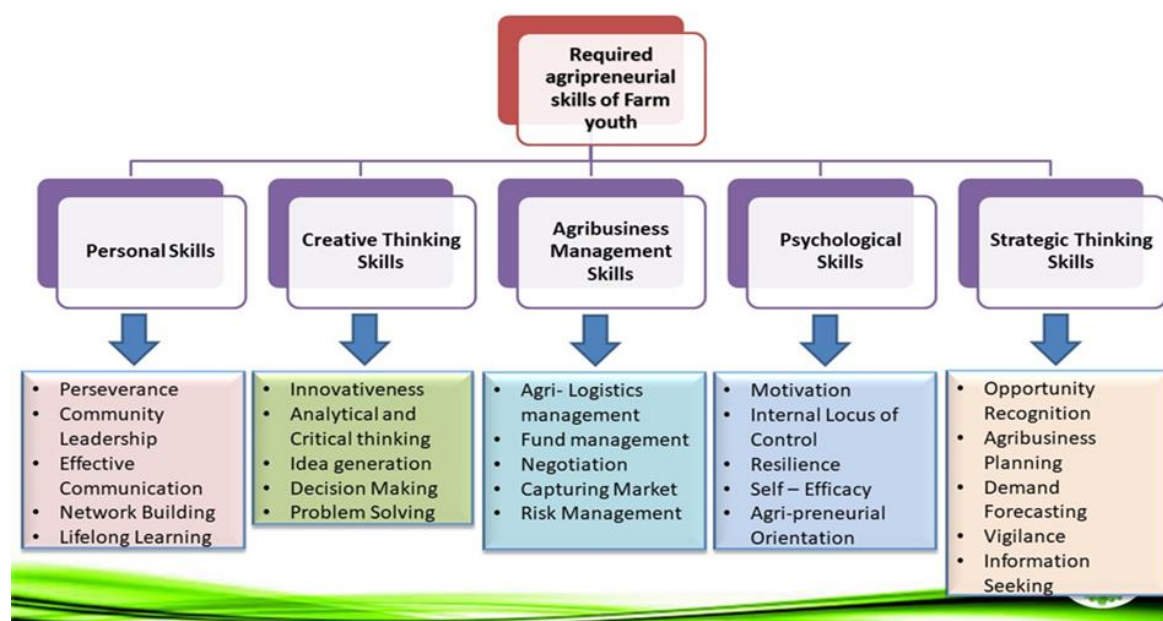 Required
agripreneurial
skills of Farm
youth
Personal Skills
Creative Thinking
Skills
Agribusiness
Management
Skills
Psychological
Skills
Strategic Thinking
Skills
• Perseverance
• Community
Leadership
• Effective
Communication
• Network Building
• Lifelong Learning
• Innovativeness
• Analytical and
Critical thinking
• Idea generation
• Decision Making
• Problem Solving
• Agri- Logistics
management
• Fund management
• Negotiation
• Capturing Market
• Risk Management
• Motivation
• Internal Locus of
Control
• Resilience
• Self – Efficacy
• Agri-preneurial
Orientation
• Opportunity
Recognition
• Agribusiness
Planning
• Demand
Forecasting
• Vigilance
• Information
Seeking